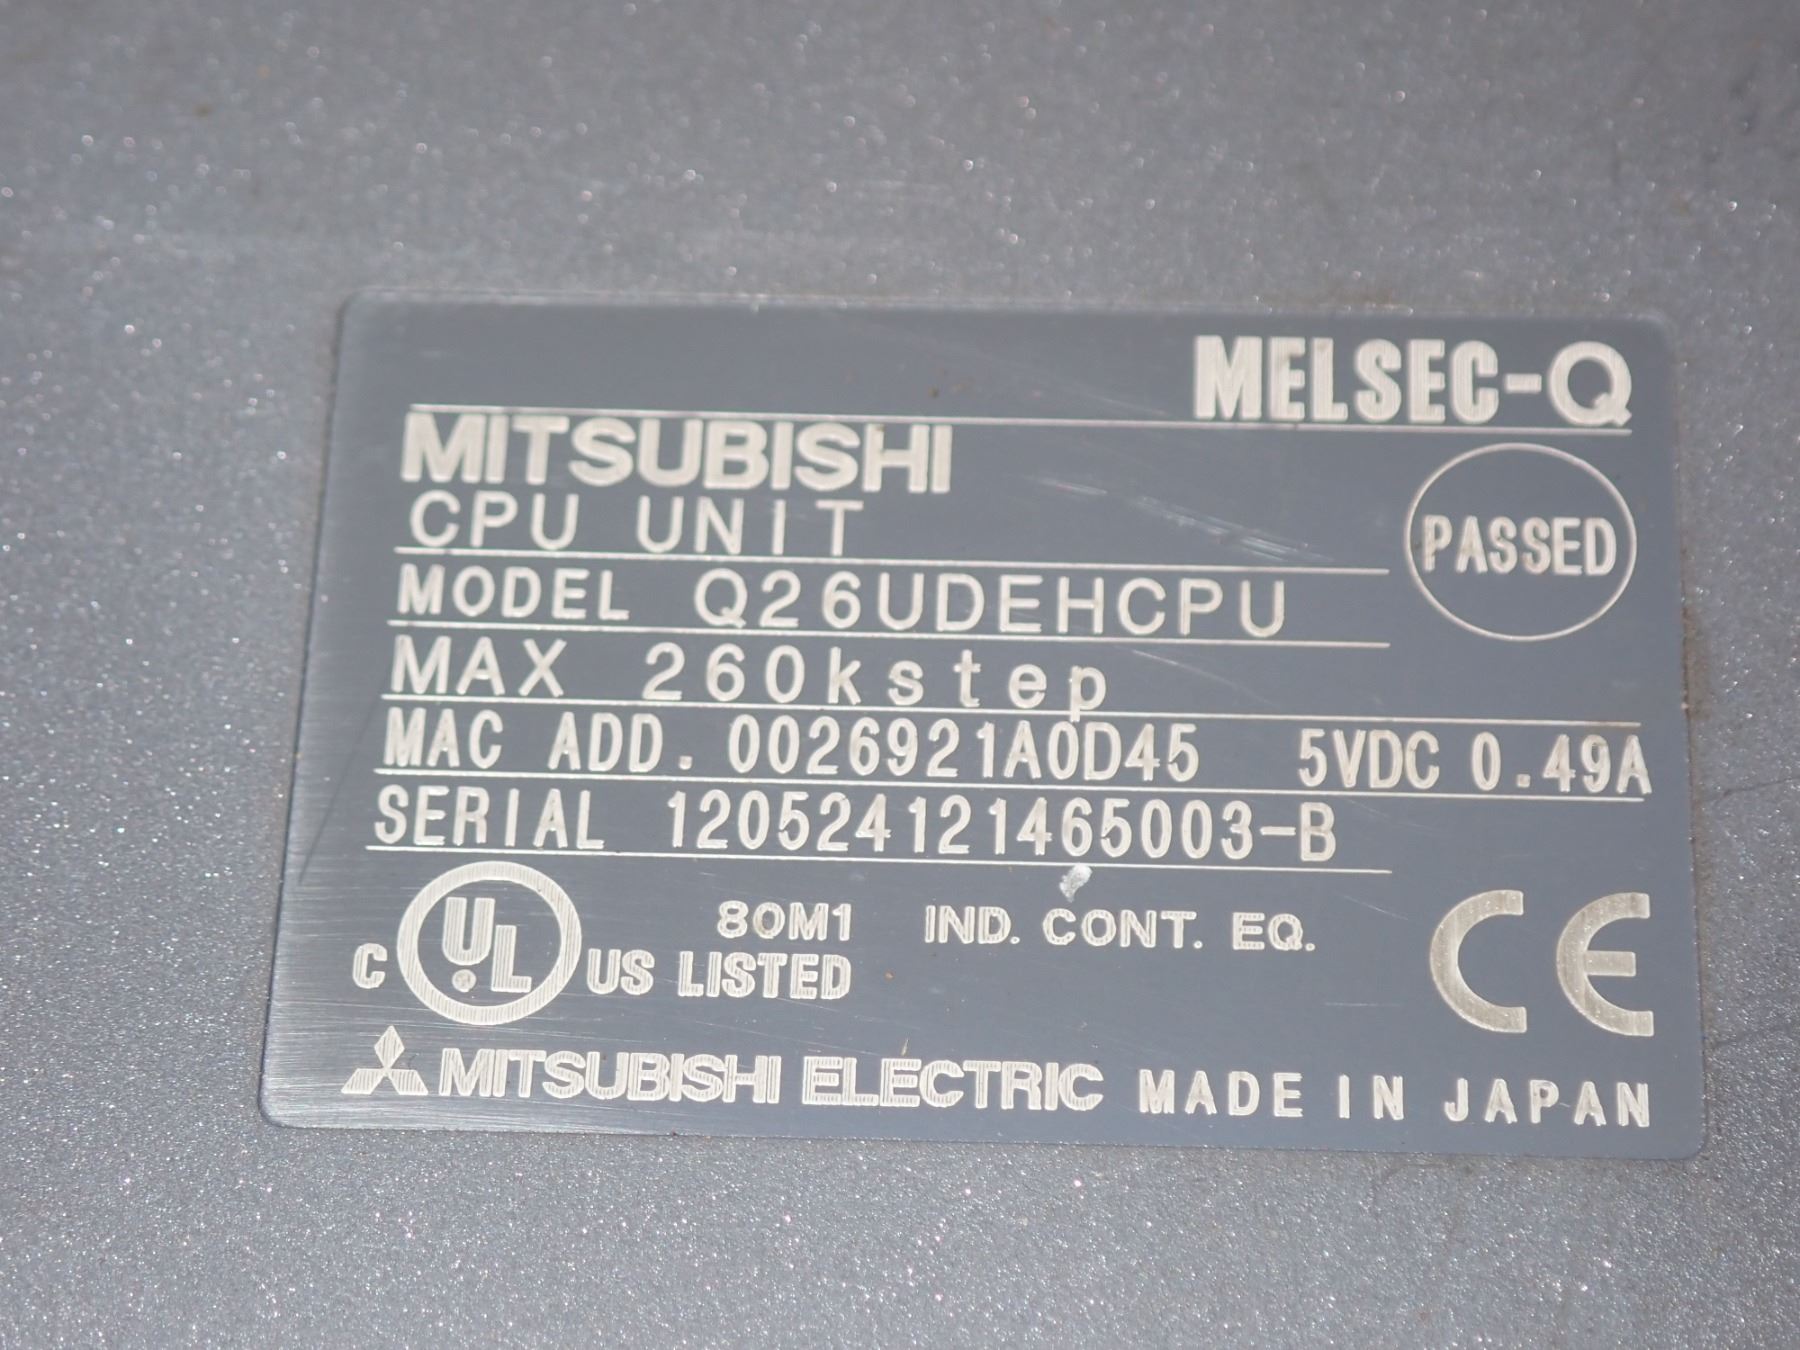 MELSEC-Q
MITSUBISHI
CPU UNIT
PASSED
MODEL Q26UDEHCPU
MAX 260kstep
MAC ADD. 0026921A0D45 5VDC 0.49A
SERIAL 120524121465003-B
80M1 IND. CONT. EQ.
C UL US LISTED
CE
MITSUBISHI ELECTRIC MADE IN JAPAN